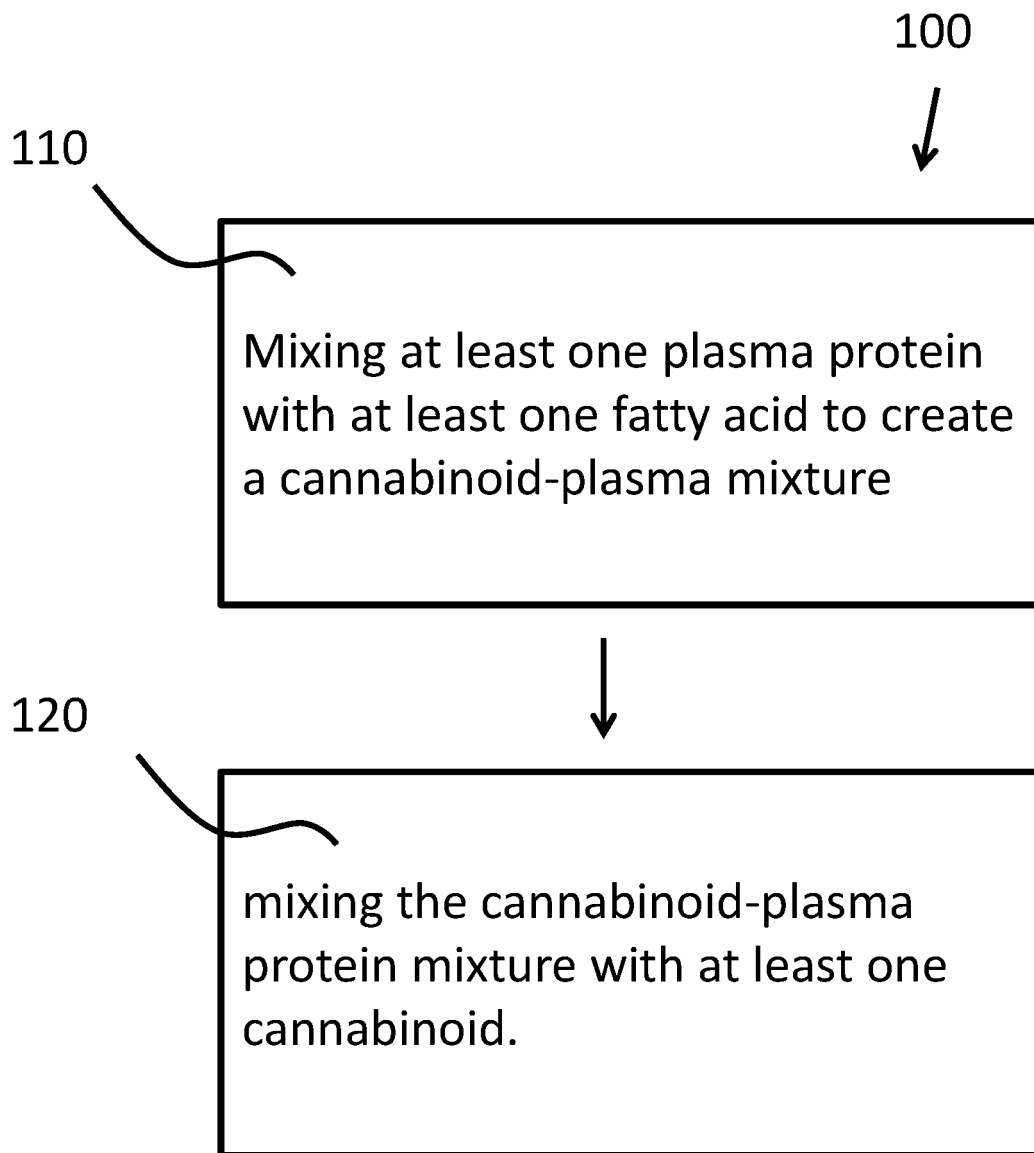 100
110
Mixing at least one plasma protein
with at least one fatty acid to create
a cannabinoid-plasma mixture
120
mixing the cannabinoid-plasma
protein mixture with at least one
cannabinoid.